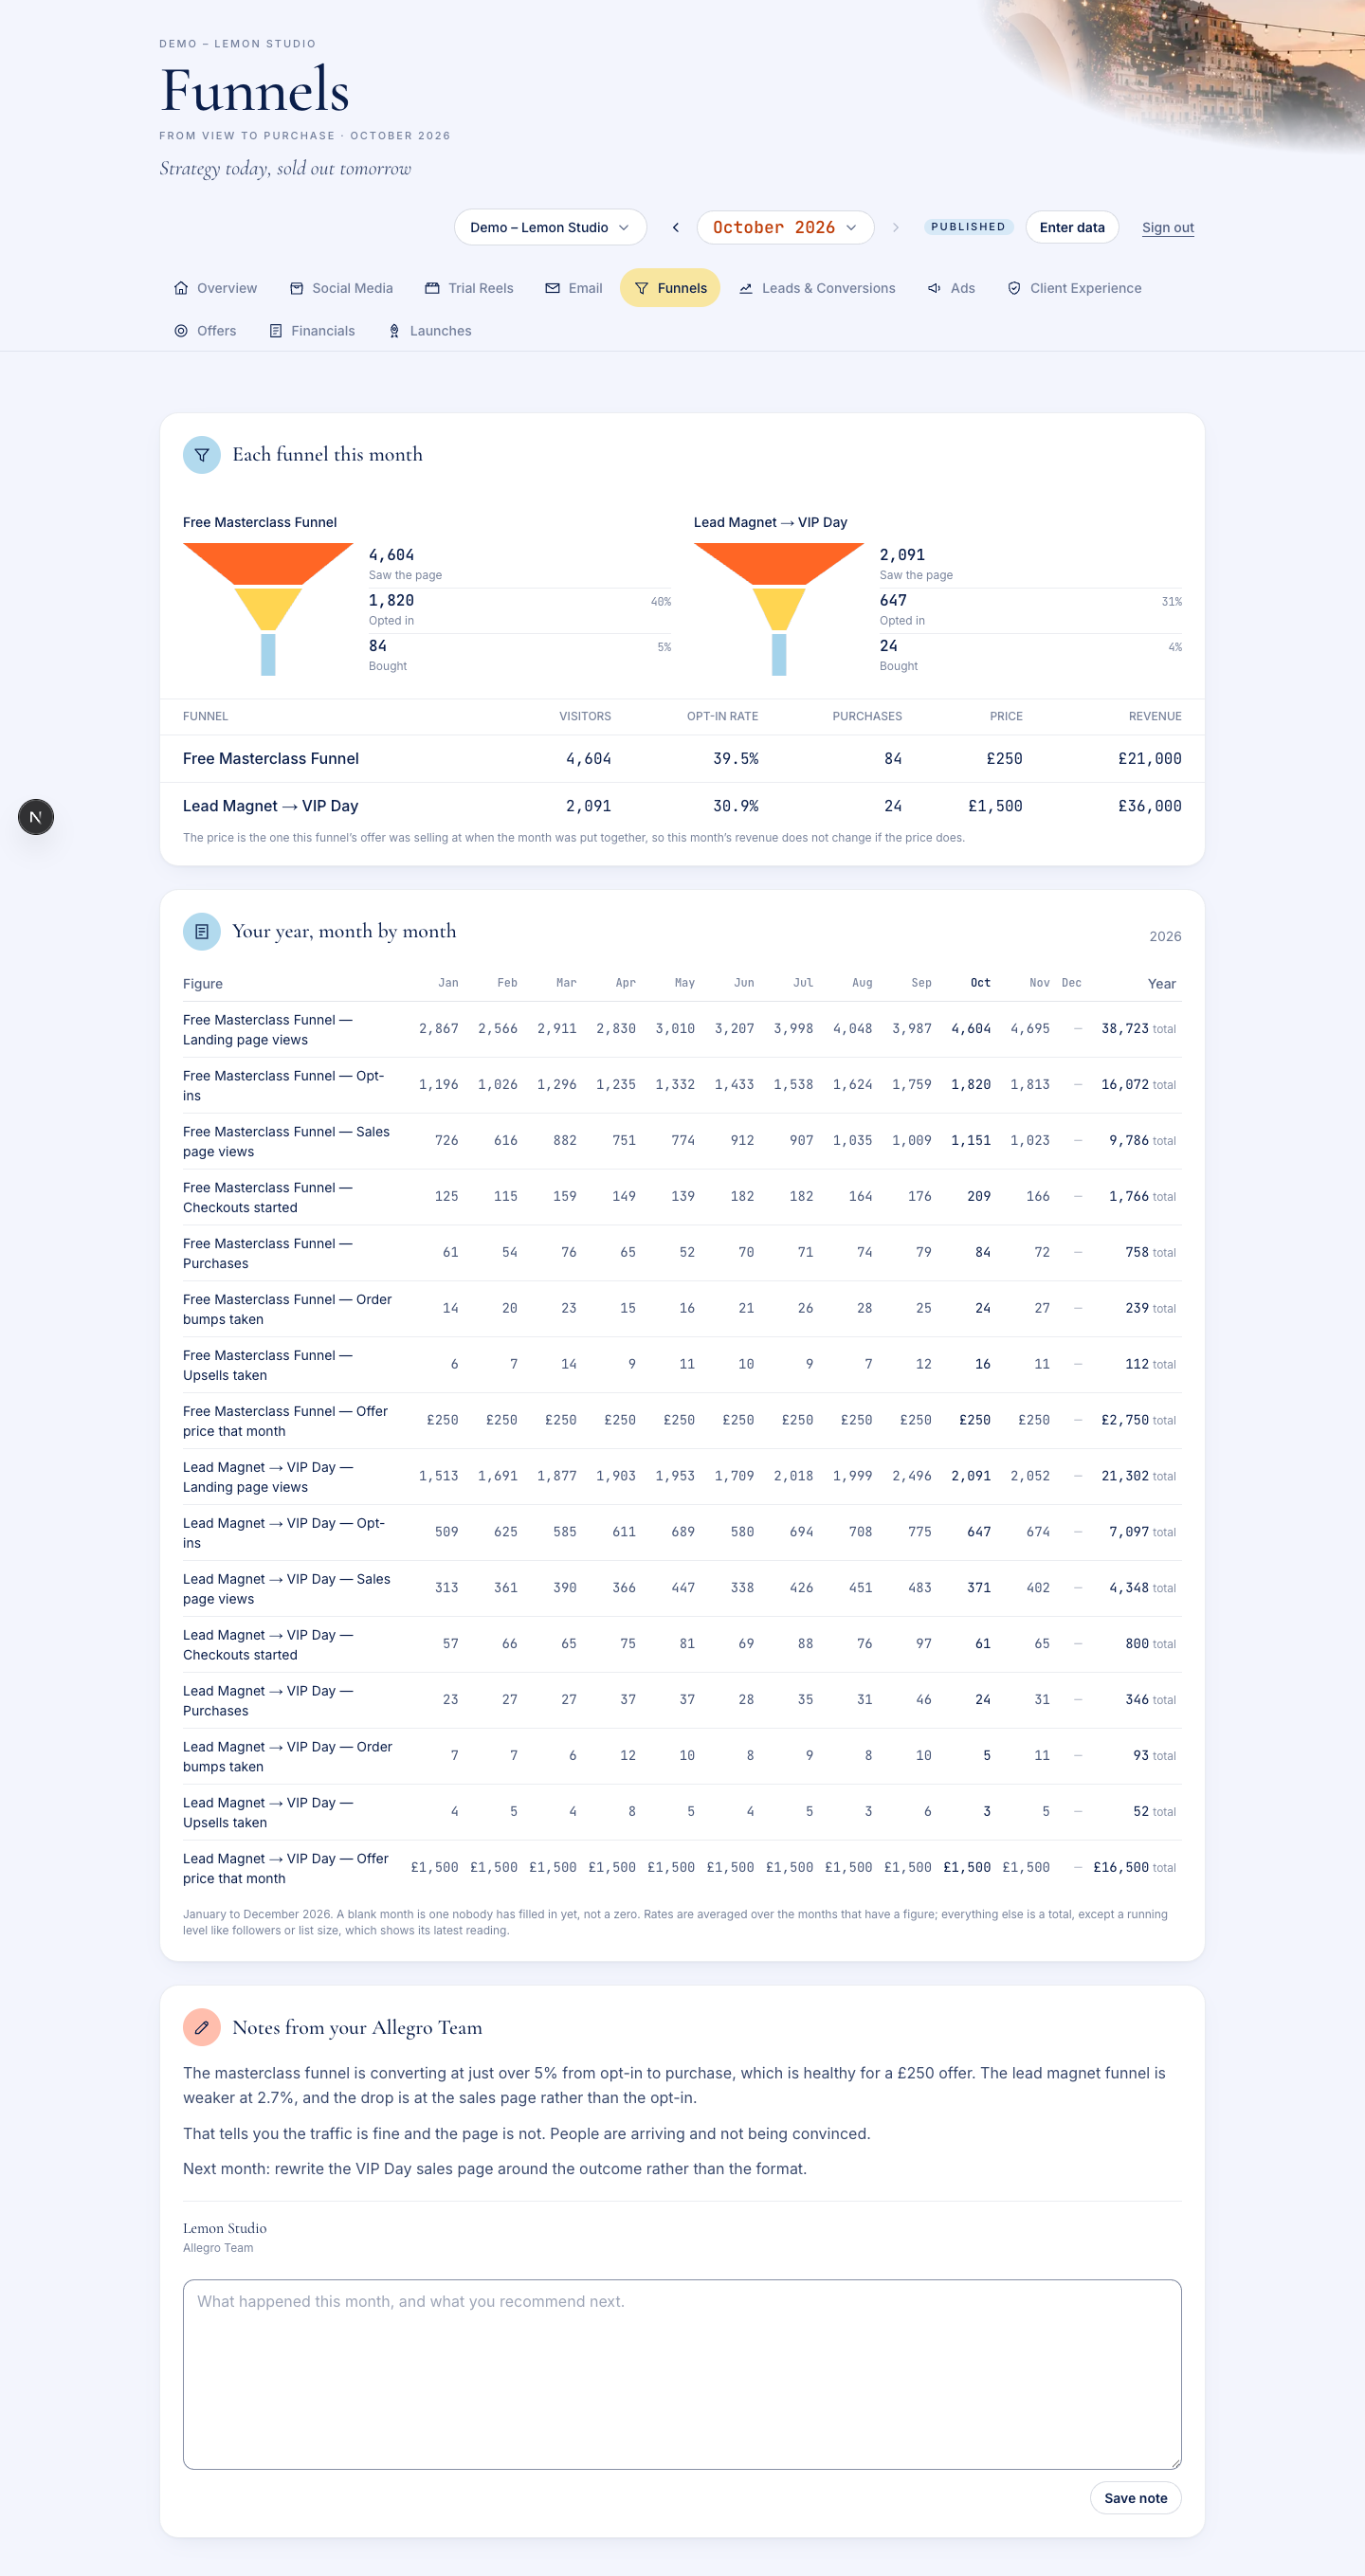 DEMO – LEMON STUDIO
Funnels
FROM VIEW TO PURCHASE · OCTOBER 2026
Strategy today, sold out tomorrow
Demo – Lemon Studio
October 2026
PUBLISHED
Enter data
Sign out
Overview
Social Media
Trial Reels
Email
Funnels
Leads & Conversions
Ads
Client Experience
Offers
Financials
Launches
Each funnel this month
Free Masterclass Funnel
4,604
Saw the page
1,820 40%
Opted in
84 5%
Bought
Lead Magnet → VIP Day
2,091
Saw the page
647 31%
Opted in
24 4%
Bought
FUNNEL VISITORS OPT-IN RATE PURCHASES PRICE REVENUE
Free Masterclass Funnel 4,604 39.5% 84 £250 £21,000
Lead Magnet → VIP Day 2,091 30.9% 24 £1,500 £36,000
The price is the one this funnel’s offer was selling at when the month was put together, so this month’s revenue does not change if the price does.
N
Your year, month by month
2026
Figure Jan Feb Mar Apr May Jun Jul Aug Sep Oct Nov Dec Year
Free Masterclass Funnel —
Landing page views
2,867 2,566 2,911 2,830 3,010 3,207 3,998 4,048 3,987 4,604 4,695 — 38,723 total
Free Masterclass Funnel — Opt-
ins
1,196 1,026 1,296 1,235 1,332 1,433 1,538 1,624 1,759 1,820 1,813 — 16,072 total
Free Masterclass Funnel — Sales
page views
726 616 882 751 774 912 907 1,035 1,009 1,151 1,023 — 9,786 total
Free Masterclass Funnel —
Checkouts started
125 115 159 149 139 182 182 164 176 209 166 — 1,766 total
Free Masterclass Funnel —
Purchases
61 54 76 65 52 70 71 74 79 84 72 — 758 total
Free Masterclass Funnel — Order
bumps taken
14 20 23 15 16 21 26 28 25 24 27 — 239 total
Free Masterclass Funnel —
Upsells taken
6 7 14 9 11 10 9 7 12 16 11 — 112 total
Free Masterclass Funnel — Offer
price that month
£250 £250 £250 £250 £250 £250 £250 £250 £250 £250 £250 — £2,750 total
Lead Magnet → VIP Day —
Landing page views
1,513 1,691 1,877 1,903 1,953 1,709 2,018 1,999 2,496 2,091 2,052 — 21,302 total
Lead Magnet → VIP Day — Opt-
ins
509 625 585 611 689 580 694 708 775 647 674 — 7,097 total
Lead Magnet → VIP Day — Sales
page views
313 361 390 366 447 338 426 451 483 371 402 — 4,348 total
Lead Magnet → VIP Day —
Checkouts started
57 66 65 75 81 69 88 76 97 61 65 — 800 total
Lead Magnet → VIP Day —
Purchases
23 27 27 37 37 28 35 31 46 24 31 — 346 total
Lead Magnet → VIP Day — Order
bumps taken
7 7 6 12 10 8 9 8 10 5 11 — 93 total
Lead Magnet → VIP Day —
Upsells taken
4 5 4 8 5 4 5 3 6 3 5 — 52 total
Lead Magnet → VIP Day — Offer
price that month
£1,500 £1,500 £1,500 £1,500 £1,500 £1,500 £1,500 £1,500 £1,500 £1,500 £1,500 — £16,500 total
January to December 2026. A blank month is one nobody has filled in yet, not a zero. Rates are averaged over the months that have a figure; everything else is a total, except a running
level like followers or list size, which shows its latest reading.
Notes from your Allegro Team
The masterclass funnel is converting at just over 5% from opt-in to purchase, which is healthy for a £250 offer. The lead magnet funnel is
weaker at 2.7%, and the drop is at the sales page rather than the opt-in.
That tells you the traffic is fine and the page is not. People are arriving and not being convinced.
Next month: rewrite the VIP Day sales page around the outcome rather than the format.
Lemon Studio
Allegro Team
What happened this month, and what you recommend next.
Save note